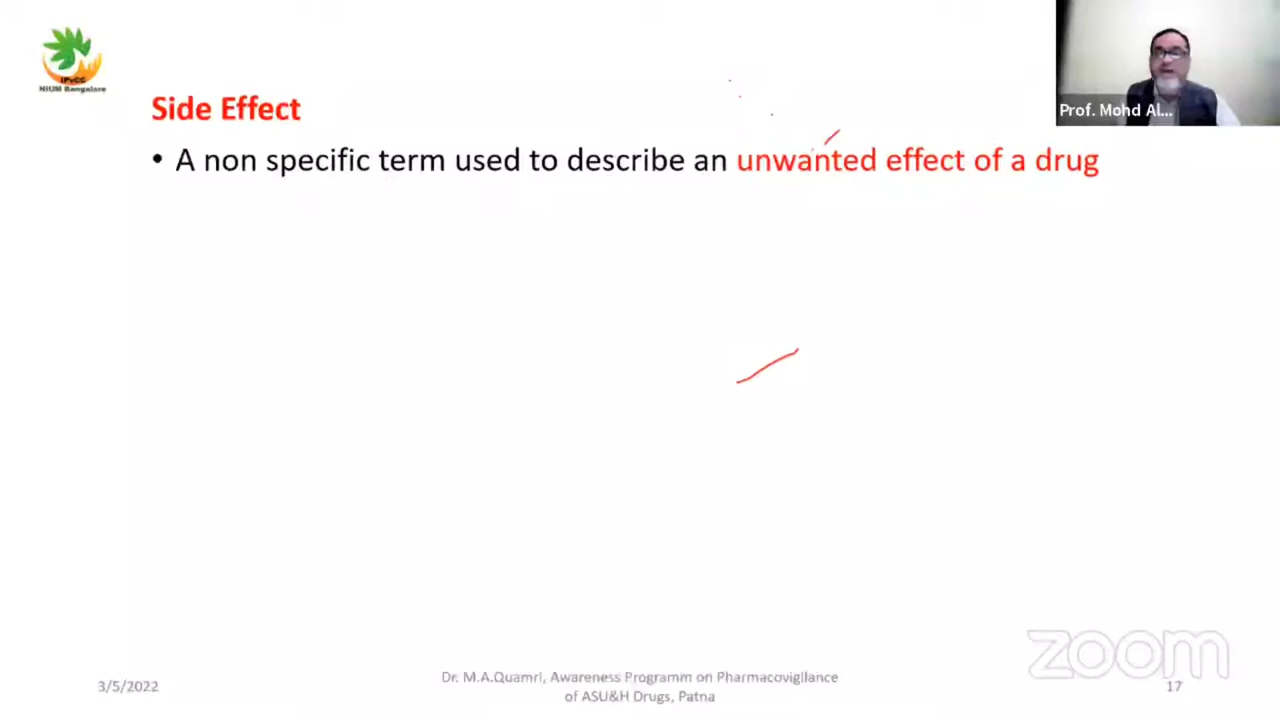 IPvCC
NIUM Bangalore
Prof. Mohd Al...
Side Effect
• A non specific term used to describe an unwanted effect of a drug
zoom
3/5/2022
Dr. M.A.Quamri, Awareness Programm on Pharmacovigilance
of ASU&H Drugs, Patna
17